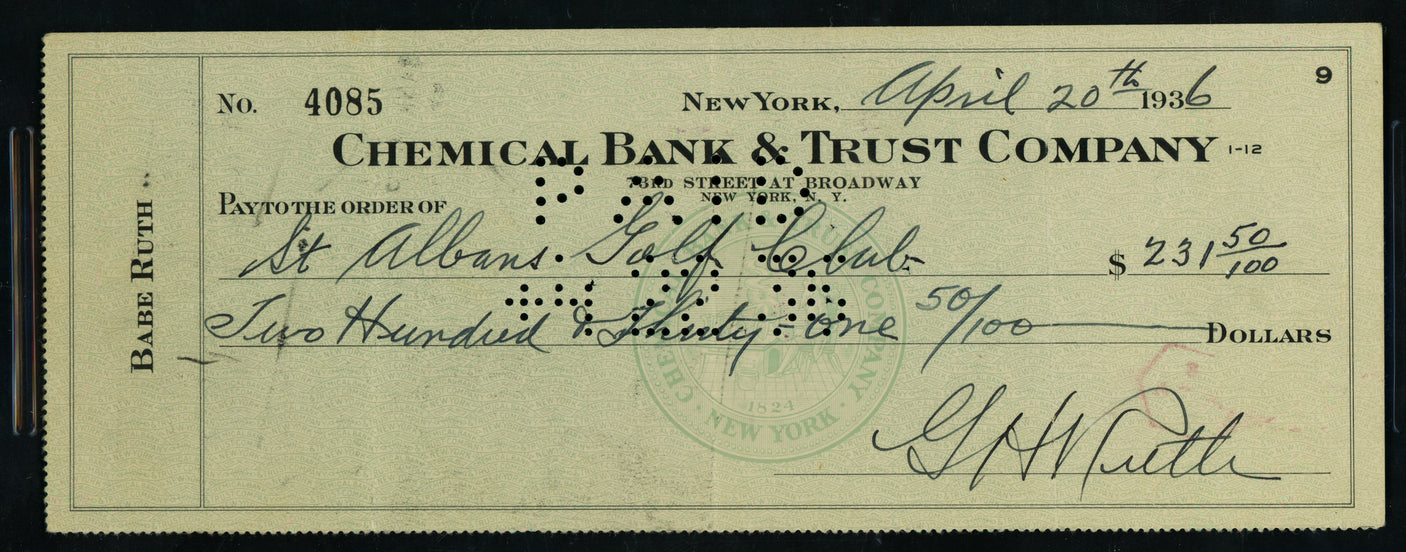 BABE RUTH
No. 4085
NEW YORK, April 20th 1936
9
CHEMICAL BANK & TRUST COMPANY 1-12
73RD STREET AT BROADWAY
NEW YORK, N. Y.
PAID
PAY TO THE ORDER OF
St Albans Golf Club $ 231 50/100
Two Hundred & Thirty-one 50/100 DOLLARS
1824
COMPANY · NEW YORK ·
G H Ruth